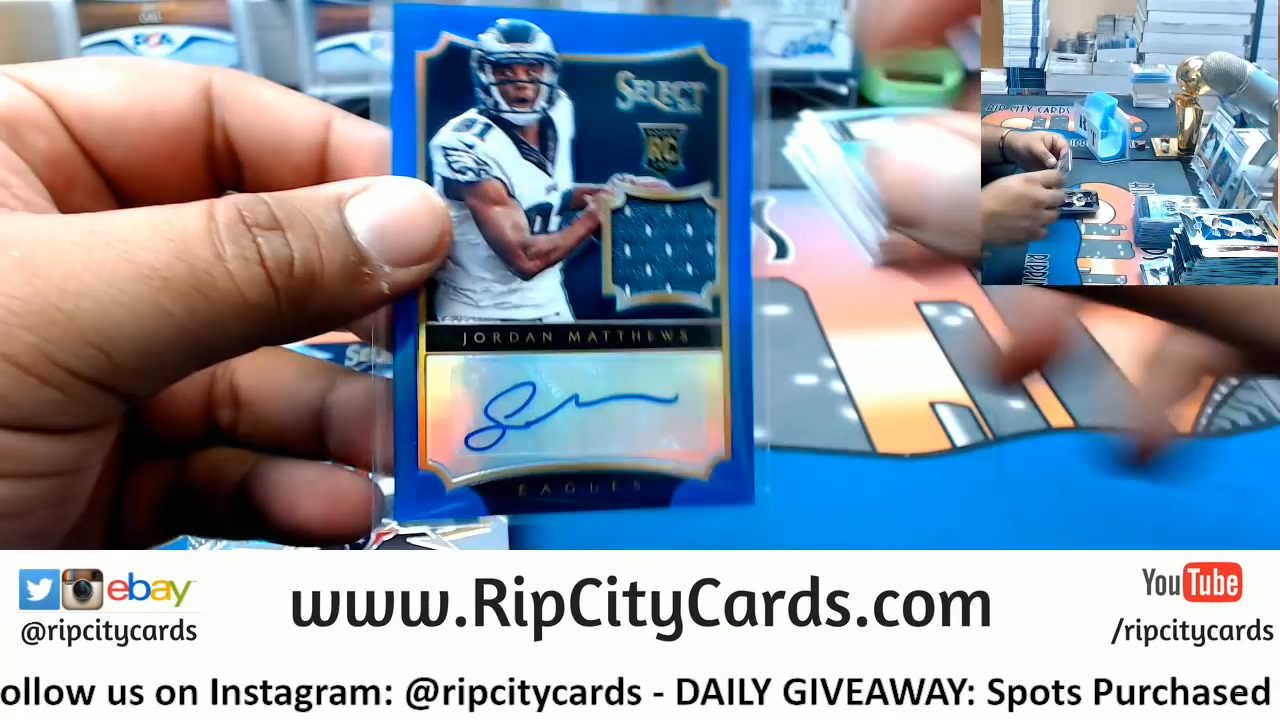 SELECT
RC
81
JORDAN MATTHEWS
EAGLES
RIP CITY CARDS
ebay
@ripcitycards
www.RipCityCards.com
YouTube
/ripcitycards
ollow us on Instagram: @ripcitycards - DAILY GIVEAWAY: Spots Purchased